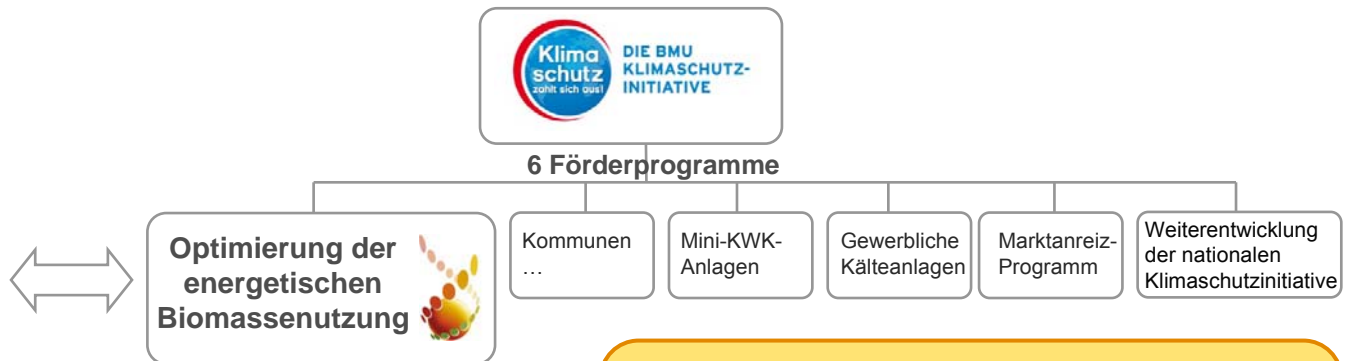 Klima
schutz
zahlt sich aus!
DIE BMU
KLIMASCHUTZ-
INITIATIVE
6 Förderprogramme
Optimierung der
energetischen
Biomassenutzung
Kommunen
…
Mini-KWK-
Anlagen
Gewerbliche
Kälteanlagen
Marktanreiz-
Programm
Weiterentwicklung
der nationalen
Klimaschutzinitiative